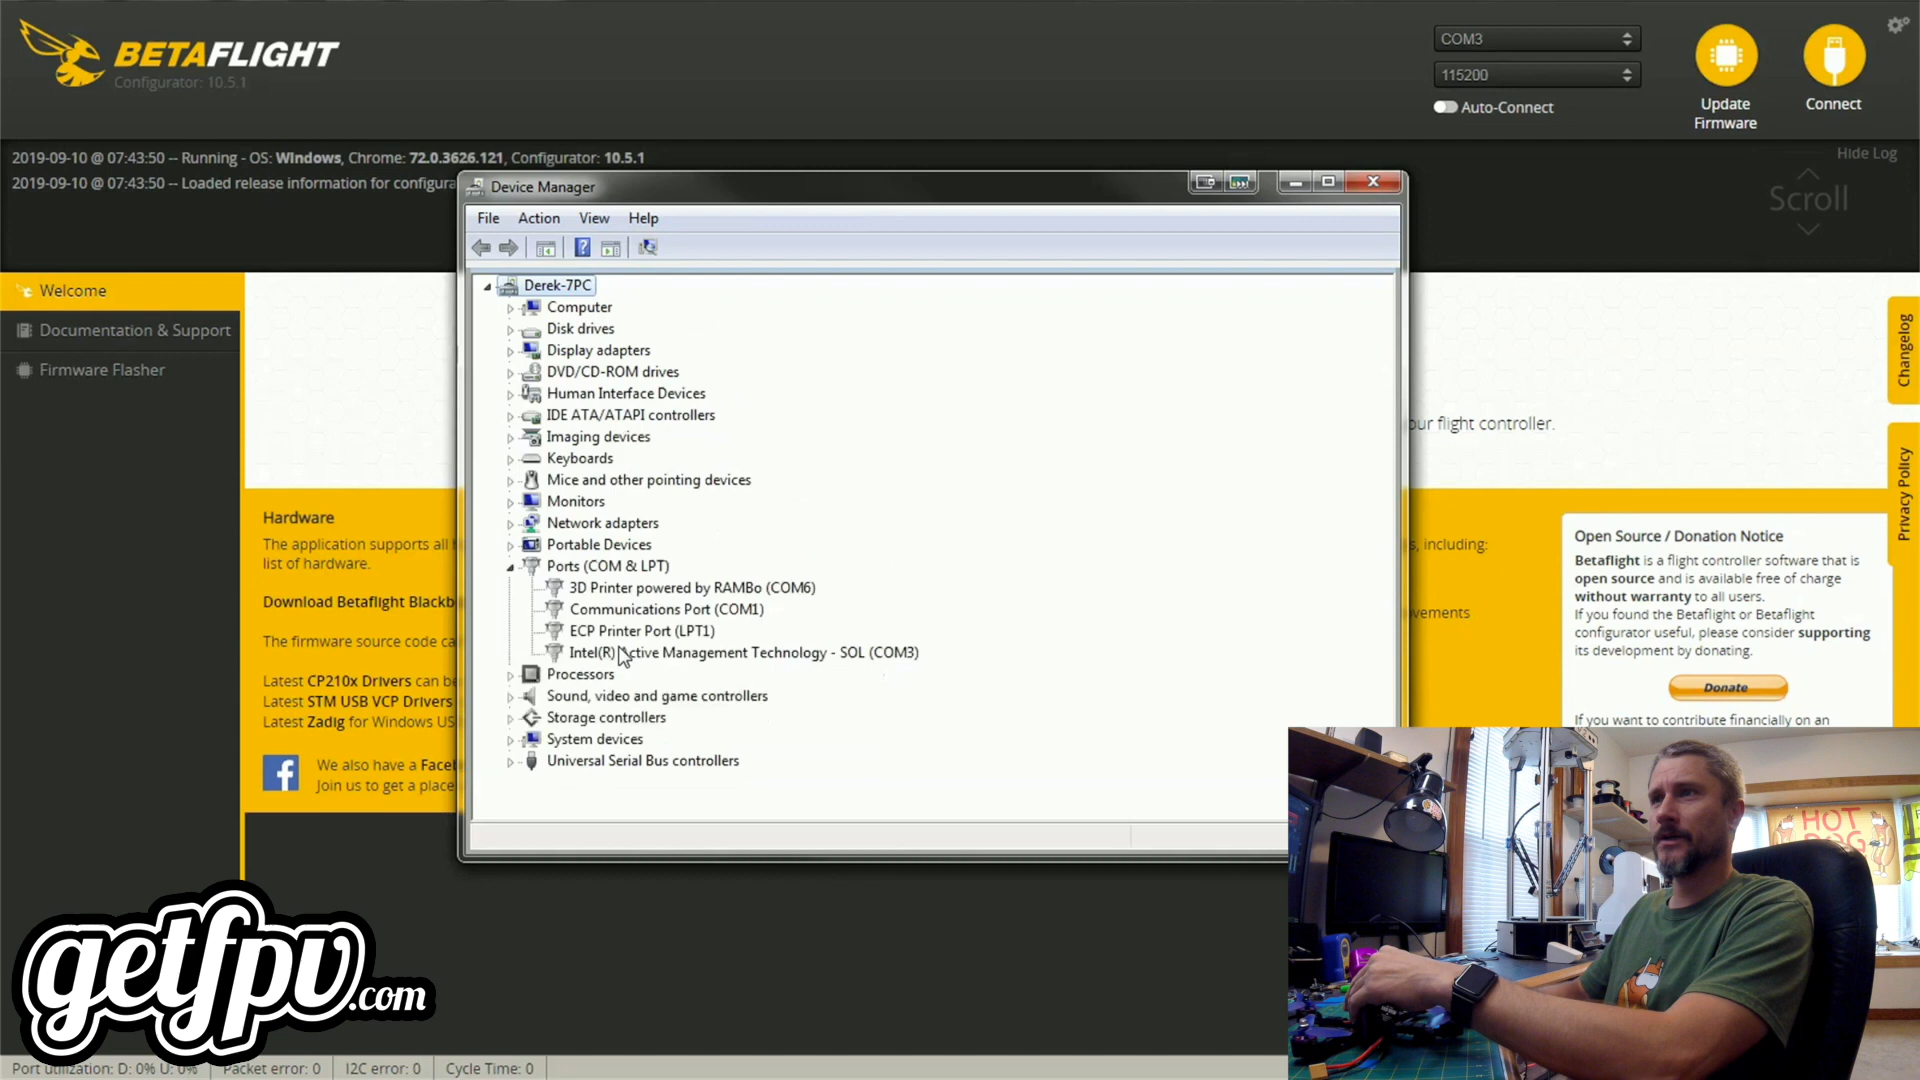 BETAFLIGHT
Configurator: 10.5.1
COM3
115200
Auto-Connect
Update
Firmware
Connect
2019-09-10 @ 07:43:50 -- Running - OS: Windows, Chrome: 72.0.3626.121, Configurator: 10.5.1
2019-09-10 @ 07:43:50 -- Loaded release information for configura
Hide Log
Scroll
Device Manager
File Action View Help
Welcome
Documentation & Support
Firmware Flasher
Derek-7PC
Computer
Disk drives
Display adapters
DVD/CD-ROM drives
Human Interface Devices
IDE ATA/ATAPI controllers
Imaging devices
Keyboards
Mice and other pointing devices
Monitors
Network adapters
Portable Devices
Ports (COM & LPT)
3D Printer powered by RAMBo (COM6)
Communications Port (COM1)
ECP Printer Port (LPT1)
Intel(R) Active Management Technology - SOL (COM3)
Processors
Sound, video and game controllers
Storage controllers
System devices
Universal Serial Bus controllers
our flight controller.
Changelog
Privacy Policy
Hardware
The application supports all
list of hardware.
Download Betaflight Blackb
The firmware source code ca
Latest CP210x Drivers can be
Latest STM USB VCP Drivers
Latest Zadig for Windows US
We also have a Face
Join us to get a place
s, including:
vements
Open Source / Donation Notice
Betaflight is a flight controller software that is
open source and is available free of charge
without warranty to all users.
If you found the Betaflight or Betaflight
configurator useful, please consider supporting
its development by donating.
Donate
If you want to contribute financially on an
HOT
getfpv.com
Port utilization: D: 0% U: 0% Packet error: 0 I2C error: 0 Cycle Time: 0